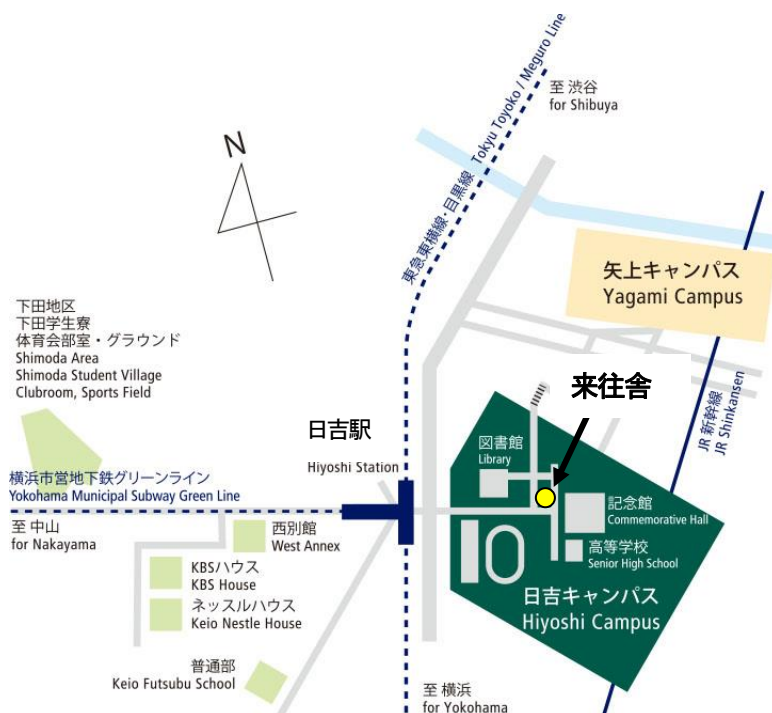 N
東急東横線・目黒線 Tokyu Toyoko / Meguro Line
至 渋谷
for Shibuya
矢上キャンパス
Yagami Campus
下田地区
下田学生寮
体育会部室・グラウンド
Shimoda Area
Shimoda Student Village
Clubroom, Sports Field
JR 新幹線
JR Shinkansen
来往舎
日吉駅
Hiyoshi Station
図書館
Library
横浜市営地下鉄グリーンライン
Yokohama Municipal Subway Green Line
至 中山
for Nakayama
記念館
Commemorative Hall
高等学校
Senior High School
西別館
West Annex
KBSハウス
KBS House
ネッスルハウス
Keio Nestle House
日吉キャンパス
Hiyoshi Campus
普通部
Keio Futsubu School
至 横浜
for Yokohama